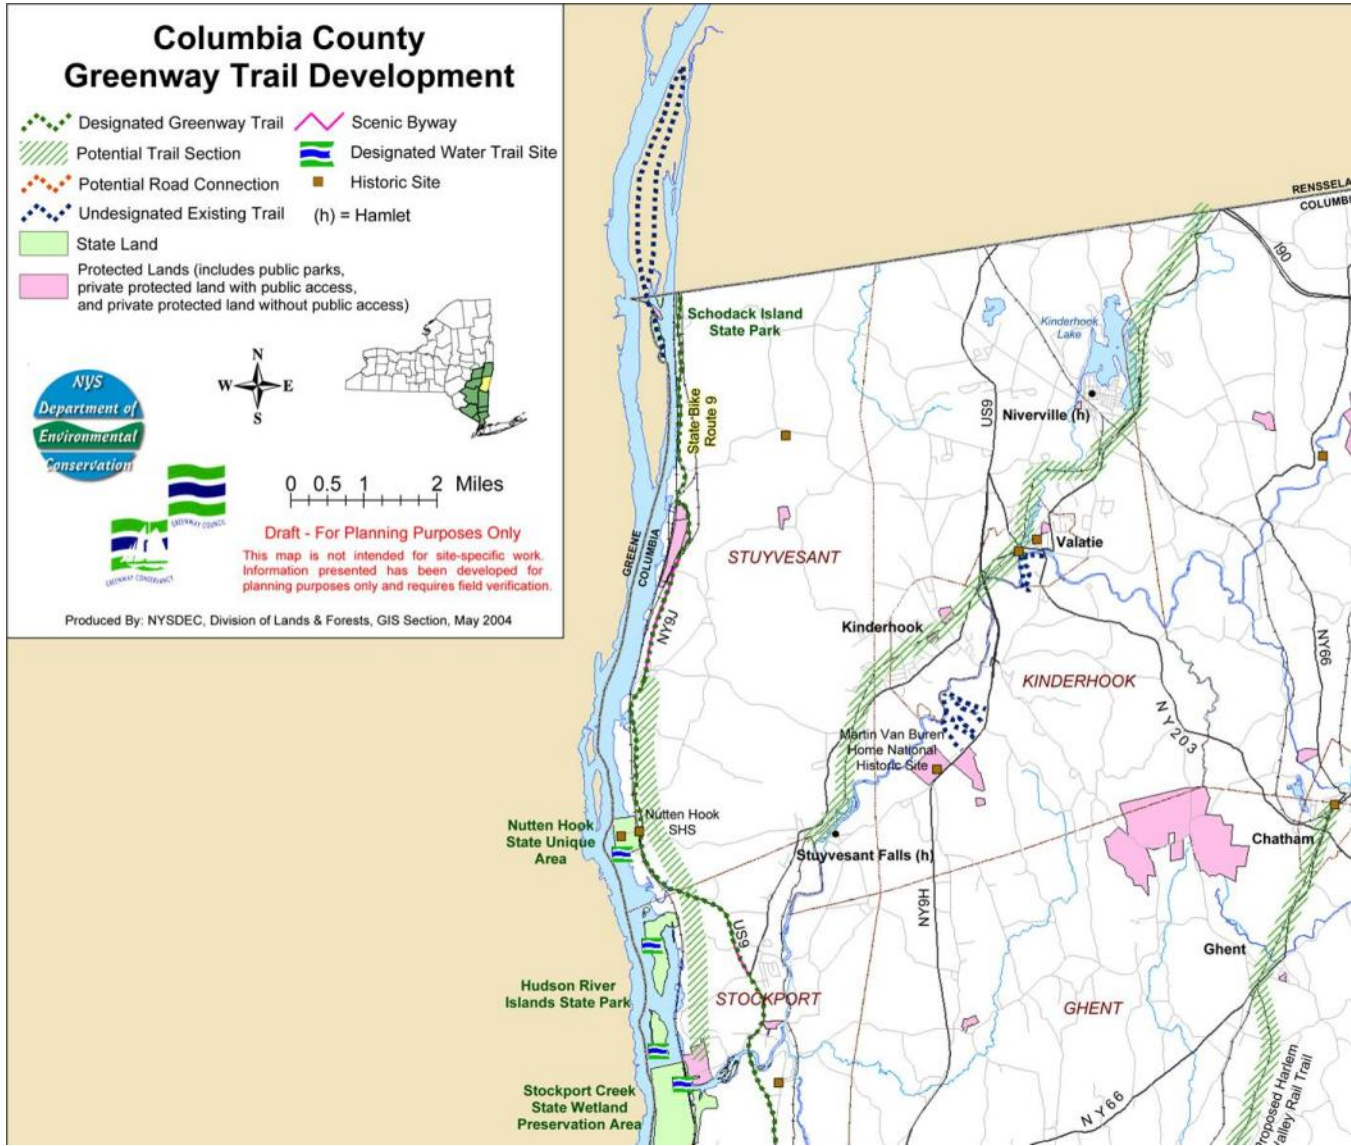 Columbia County
Greenway Trail Development
Designated Greenway Trail
Scenic Byway
Potential Trail Section
Designated Water Trail Site
Potential Road Connection
Historic Site
Undesignated Existing Trail
(h) = Hamlet
State Land
Protected Lands (includes public parks,
private protected land with public access,
and private protected land without public access)
NYS
Department of
Environmental
Conservation
N
W E
S
GREENWAY COUNCIL
GREENWAY CONSERVANCY
0 0.5 1 2 Miles
Draft - For Planning Purposes Only
This map is not intended for site-specific work.
Information presented has been developed for
planning purposes only and requires field verification.
Produced By: NYSDEC, Division of Lands & Forests, GIS Section, May 2004
RENSSELA
COLUMBI
I90
Schodack Island
State Park
Kinderhook
Lake
State Bike
Route 9
US9
Niverville (h)
GREENE
COLUMBIA
STUYVESANT
Valatie
NY9J
Kinderhook
NY66
KINDERHOOK
NY203
Martin Van Buren
Home National
Historic Site
Nutten Hook
State Unique
Area
Nutten Hook
SHS
Stuyvesant Falls (h)
Chatham
NY9H
US9
Ghent
Hudson River
Islands State Park
STOCKPORT
GHENT
Stockport Creek
State Wetland
Preservation Area
NY66
Proposed Harlem
Valley Rail Trail